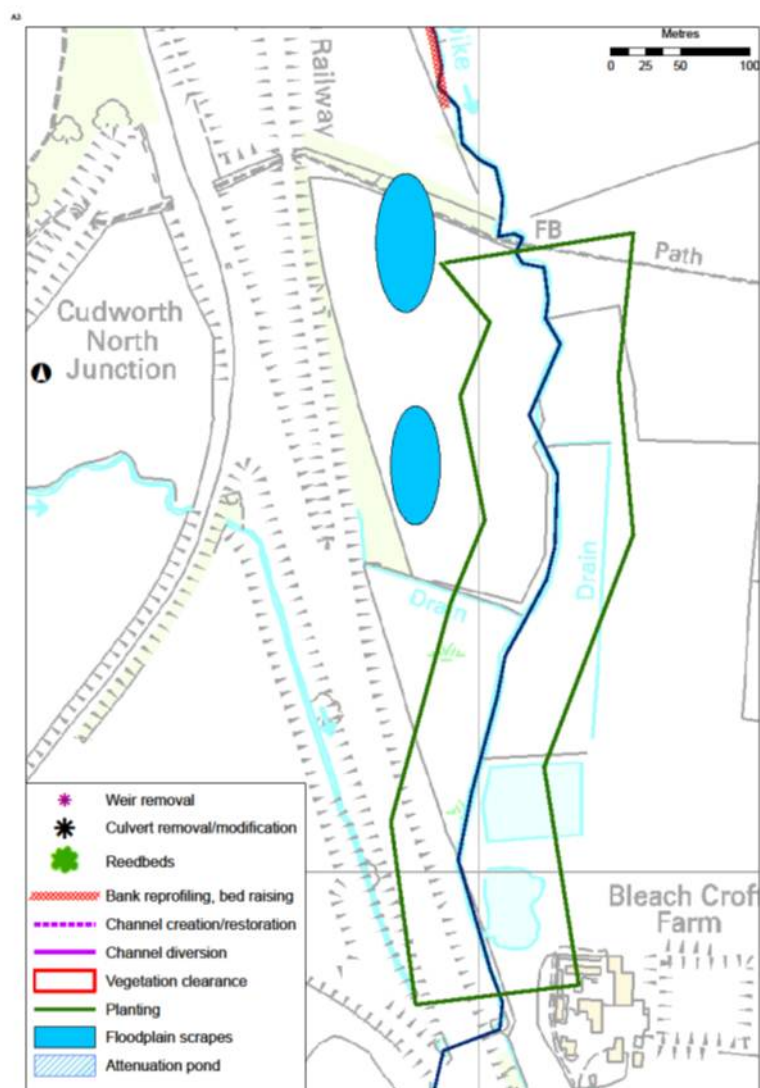 A3
Metres
0 25 50 100
Railway
dike
FB
Path
Cudworth
North
Junction
Drain
Drain
Bleach Croft
Farm
Weir removal
Culvert removal/modification
Reedbeds
Bank reprofiling, bed raising
Channel creation/restoration
Channel diversion
Vegetation clearance
Planting
Floodplain scrapes
Attenuation pond